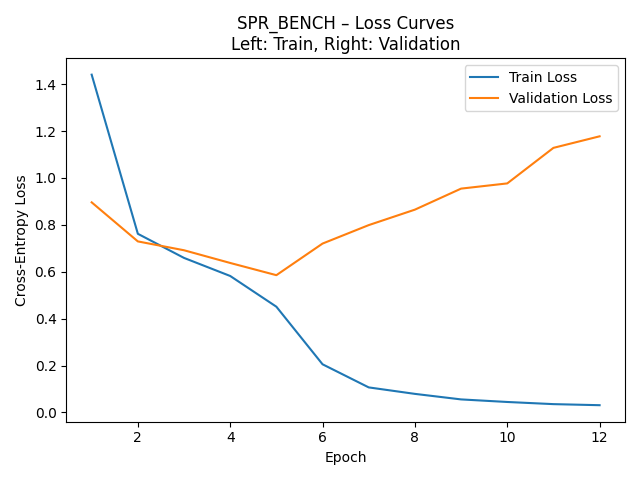 SPR_BENCH – Loss Curves
Left: Train, Right: Validation
Train Loss
Validation Loss
Cross-Entropy Loss
1.4
1.2
1.0
0.8
0.6
0.4
0.2
0.0
2 4 6 8 10 12
Epoch